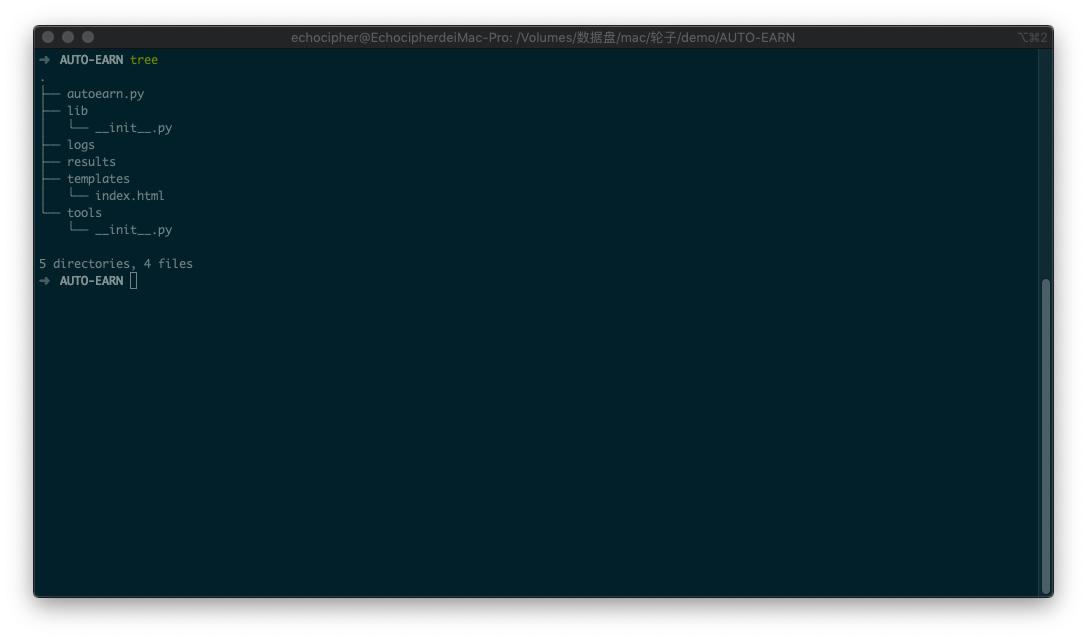 echocipher@EchocipherdeiMac-Pro: /Volumes/数据盘/mac/轮子/demo/AUTO-EARN ⌥⌘2
➜ AUTO-EARN tree
.
├── autoearn.py
├── lib
│   └── __init__.py
├── logs
├── results
├── templates
│   └── index.html
└── tools
    └── __init__.py
5 directories, 4 files
➜ AUTO-EARN